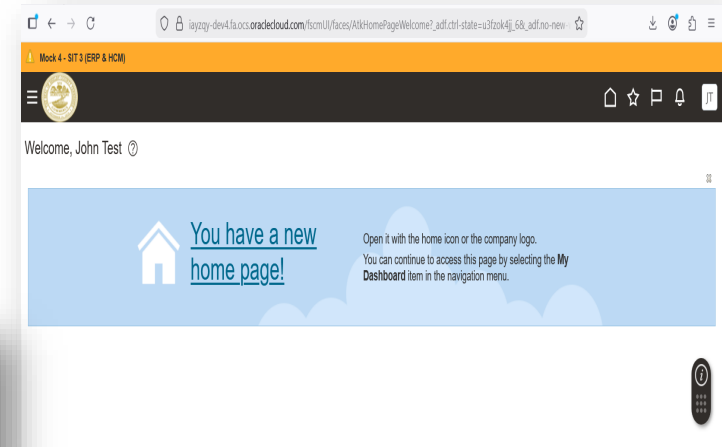 iayzqy-dev4.fa.ocs.oraclecloud.com/fscmUI/faces/AtkHomePageWelcome?_adf.ctrl-state=u3fzok4jj_6&_adf.no-new-
Mock 4 - SIT 3 (ERP & HCM)
JT
Welcome, John Test
You have a new
home page!
Open it with the home icon or the company logo.
You can continue to access this page by selecting the My
Dashboard item in the navigation menu.